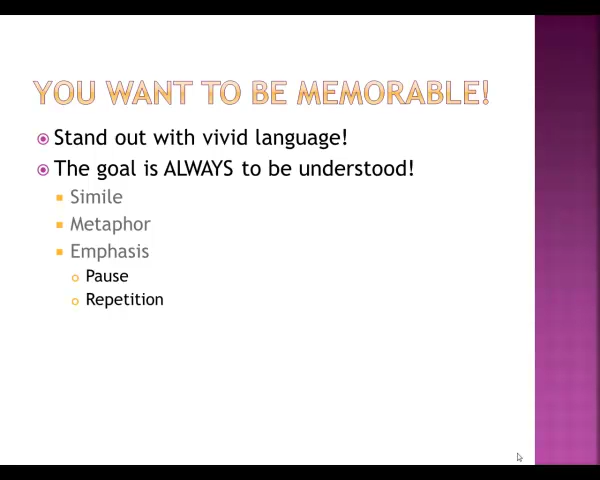 YOU WANT TO BE MEMORABLE!
Stand out with vivid language!
The goal is ALWAYS to be understood!
Simile
Metaphor
Emphasis
Pause
Repetition